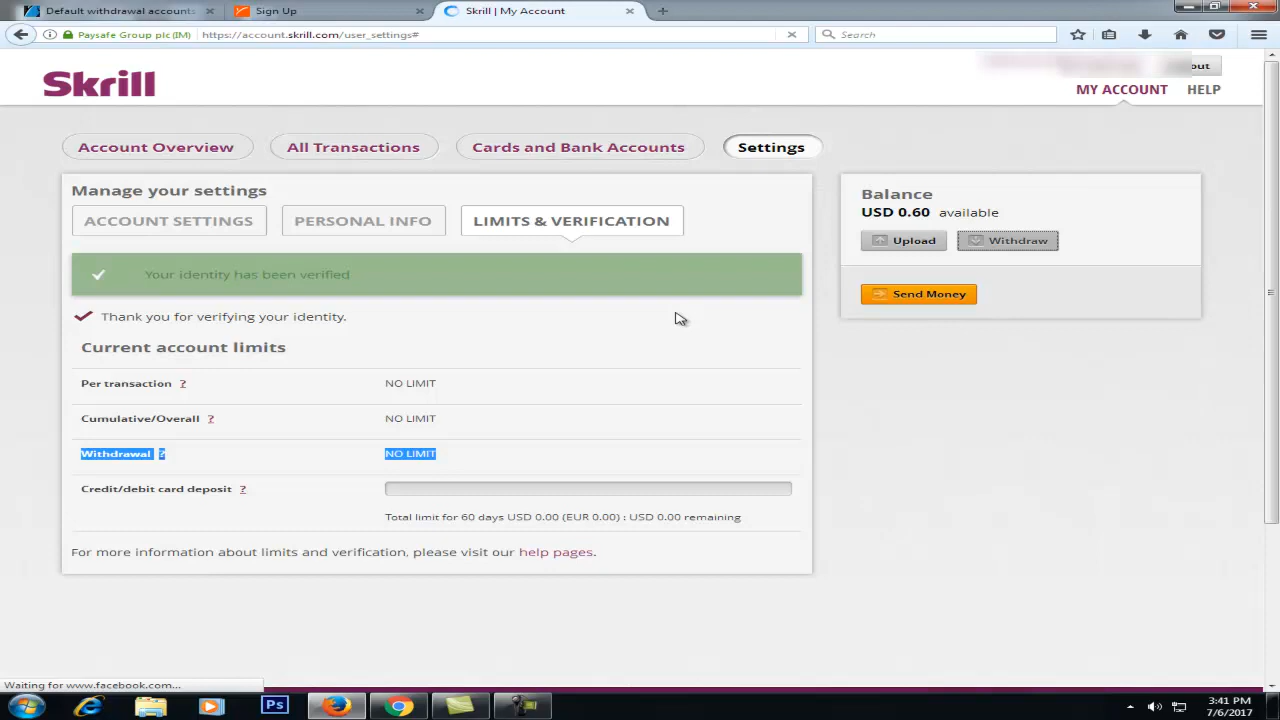 Default withdrawal accounts
Sign Up
Skrill | My Account
Paysafe Group plc (IM)
https://account.skrill.com/user_settings#
Search
Skrill
out
MY ACCOUNT
HELP
Account Overview
All Transactions
Cards and Bank Accounts
Settings
Manage your settings
ACCOUNT SETTINGS
PERSONAL INFO
LIMITS & VERIFICATION
Your identity has been verified
Thank you for verifying your identity.
Current account limits
Per transaction ?
NO LIMIT
Cumulative/Overall ?
NO LIMIT
Withdrawal ?
NO LIMIT
Credit/debit card deposit ?
Total limit for 60 days USD 0.00 (EUR 0.00) : USD 0.00 remaining
For more information about limits and verification, please visit our help pages.
Balance
USD 0.60 available
Upload
Withdraw
Send Money
Waiting for www.facebook.com...
Ps
3:41 PM
7/6/2017